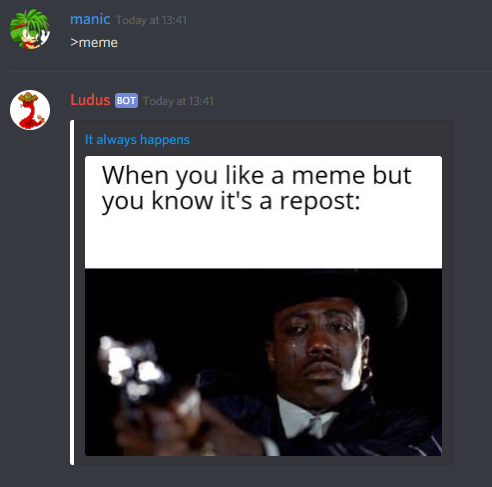 manic Today at 13:41
>meme
Ludus BOT Today at 13:41
It always happens
When you like a meme but
you know it's a repost: